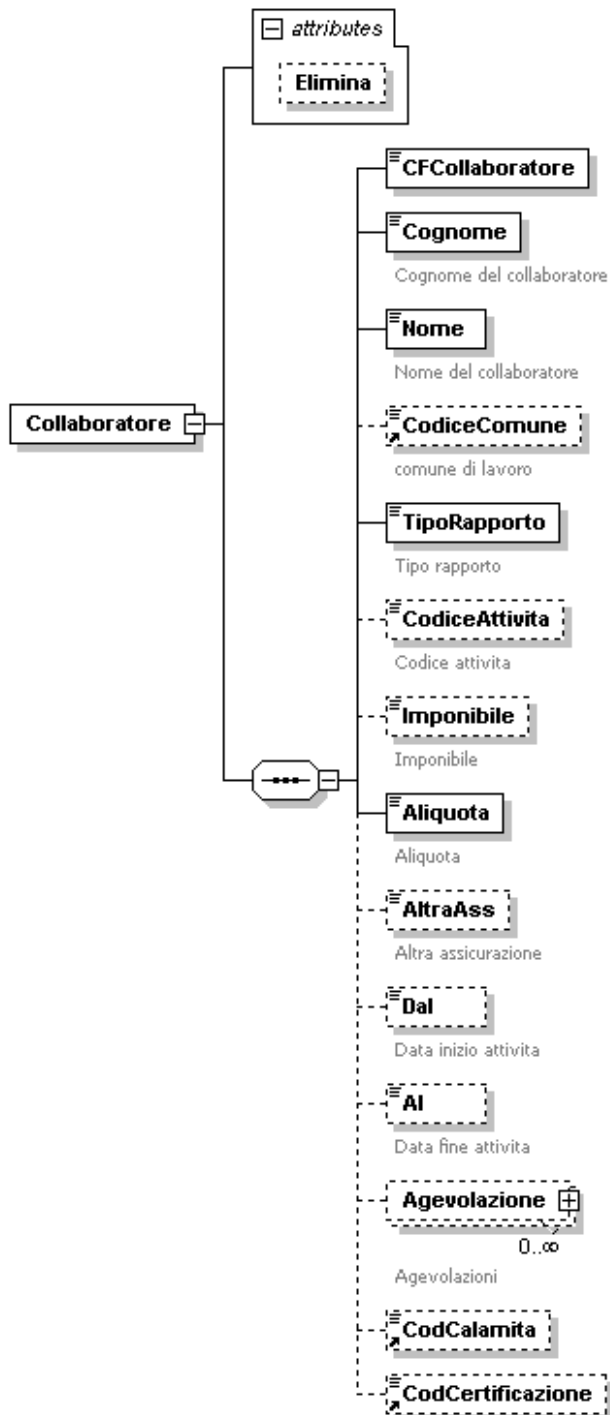 attributes
Elimina
CFCollaboratore
Cognome
Cognome del collaboratore
Nome
Nome del collaboratore
Collaboratore
CodiceComune
comune di lavoro
TipoRapporto
Tipo rapporto
CodiceAttivita
Codice attivita
Imponibile
Imponibile
Aliquota
Aliquota
AltraAss
Altra assicurazione
Dal
Data inizio attivita
Al
Data fine attivita
Agevolazione
0..∞
Agevolazioni
CodCalamita
CodCertificazione